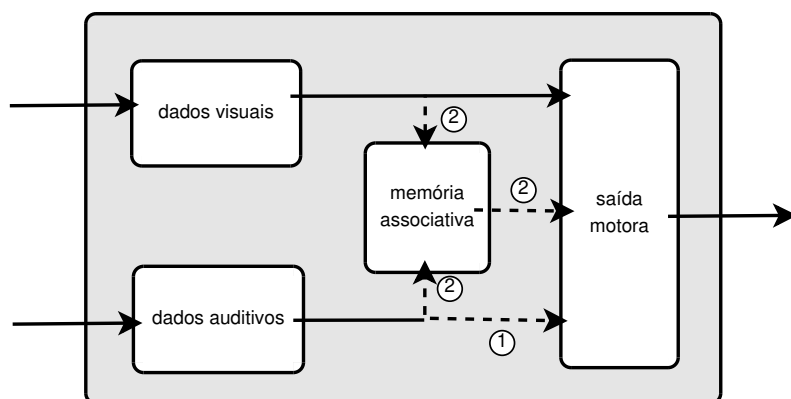 dados visuais
2
memória
associativa
2
saída
motora
2
dados auditivos
1